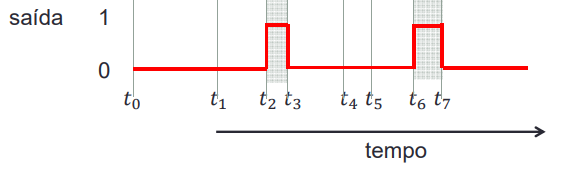 saída 1
0
t₀ t₁ t₂ t₃ t₄ t₅ t₆ t₇
tempo